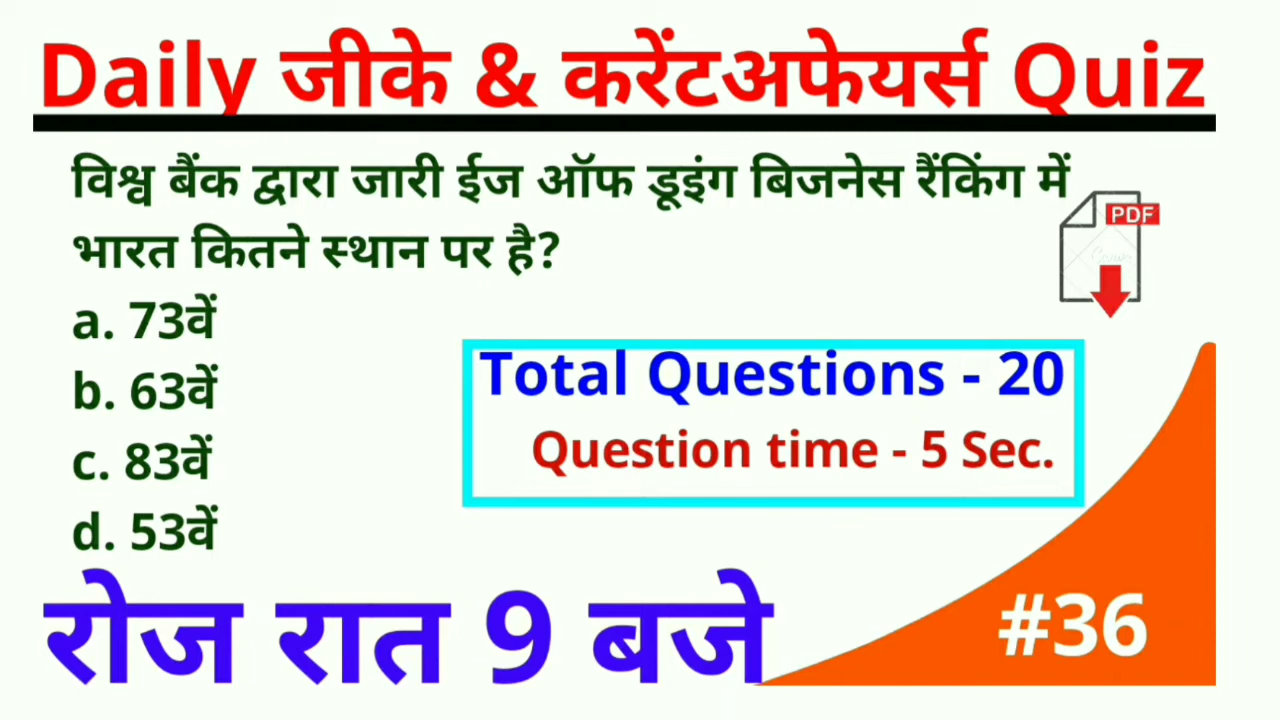 Daily जीके & करेंटअफेयर्स Quiz
विश्व बैंक द्वारा जारी ईज ऑफ डूइंग बिजनेस रैंकिंग में
भारत कितने स्थान पर है?
PDF
Canva
a. 73वें
b. 63वें
c. 83वें
d. 53वें
Total Questions - 20
Question time - 5 Sec.
रोज रात 9 बजे
#36